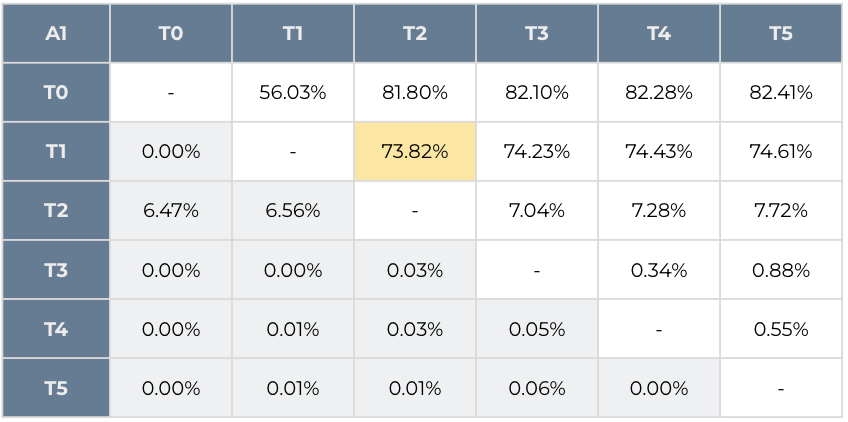 A1 T0 T1 T2 T3 T4 T5
T0 - 56.03% 81.80% 82.10% 82.28% 82.41%
T1 0.00% - 73.82% 74.23% 74.43% 74.61%
T2 6.47% 6.56% - 7.04% 7.28% 7.72%
T3 0.00% 0.00% 0.03% - 0.34% 0.88%
T4 0.00% 0.01% 0.03% 0.05% - 0.55%
T5 0.00% 0.01% 0.01% 0.06% 0.00% -